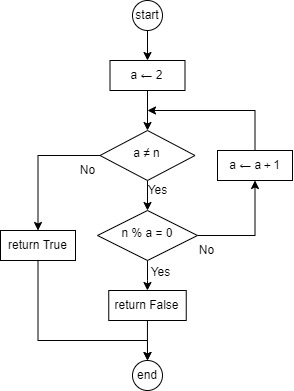 start
a ← 2
a ≠ n
No
a ← a + 1
Yes
n % a = 0
No
return True
Yes
return False
end